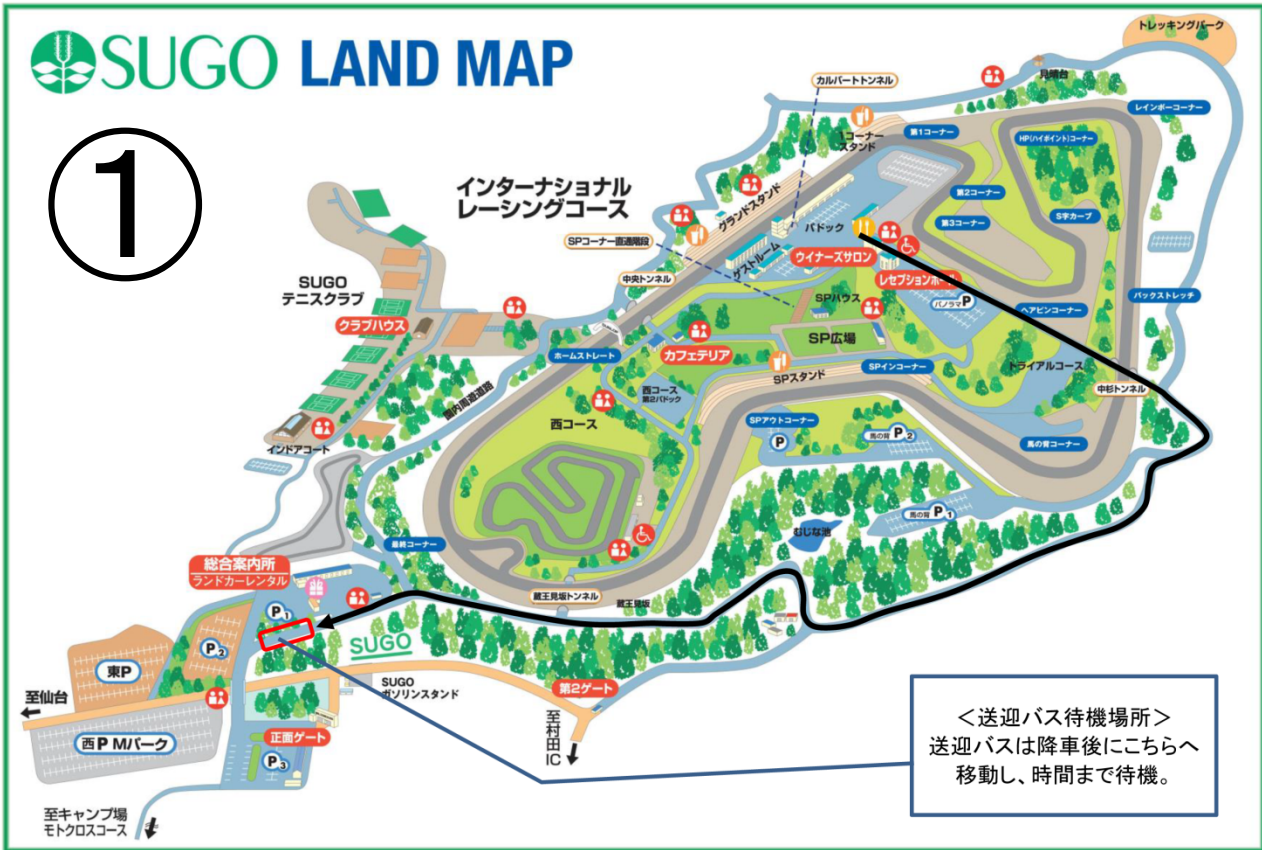 SUGO LAND MAP
①
トレッキングパーク
見晴台
カルバートトンネル
レインボーコーナー
1コーナー
スタンド
第1コーナー
HP(ハイポイント)コーナー
インターナショナル
レーシングコース
グランドスタンド
第2コーナー
S字カーブ
第3コーナー
パドック
SPコーナー直通階段
ゲストルーム
ウイナーズサロン
レセプションホール
中央トンネル
SUGO
テニスクラブ
クラブハウス
SPハウス
パノラマP
ヘアピンコーナー
バックストレッチ
SP広場
ホームストレート
カフェテリア
SPインコーナー
トライアルコース
SPスタンド
中杉トンネル
西コース
第2パドック
場内周遊道路
西コース
SPアウトコーナー
P
馬の背 P2
馬の背コーナー
インドアコート
馬の背 P1
むじな池
最終コーナー
総合案内所
ランドカーレンタル
蔵王見坂トンネル
蔵王見坂
P1
P2
SUGO
東P
SUGO
ガソリンスタンド
第2ゲート
至仙台
西P Mパーク
正面ゲート
P3
至村田
IC
至キャンプ場
モトクロスコース
＜送迎バス待機場所＞
送迎バスは降車後にこちらへ
移動し、時間まで待機。